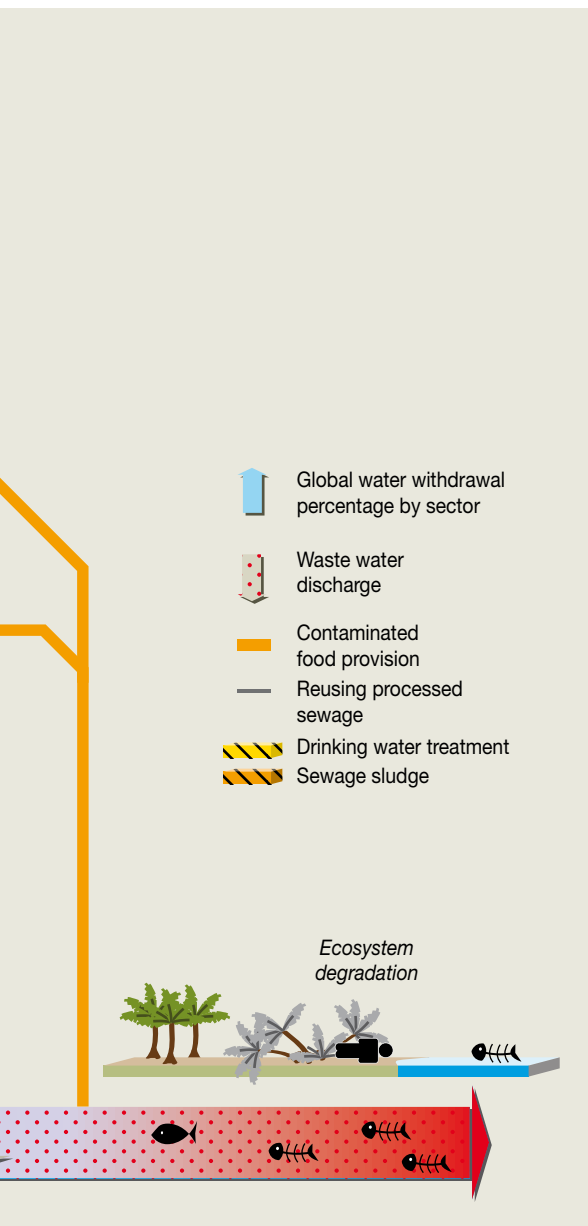 Global water withdrawal
percentage by sector
Waste water
discharge
Contaminated
food provision
Reusing processed
sewage
Drinking water treatment
Sewage sludge
Ecosystem
degradation